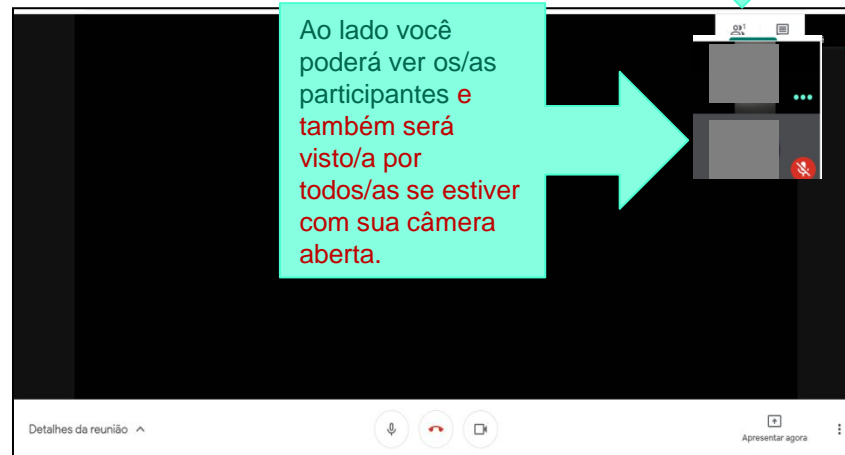 Ao lado você
poderá ver os/as
participantes e
também será
visto/a por
todos/as se estiver
com sua câmera
aberta.
Detalhes da reunião
Apresentar agora